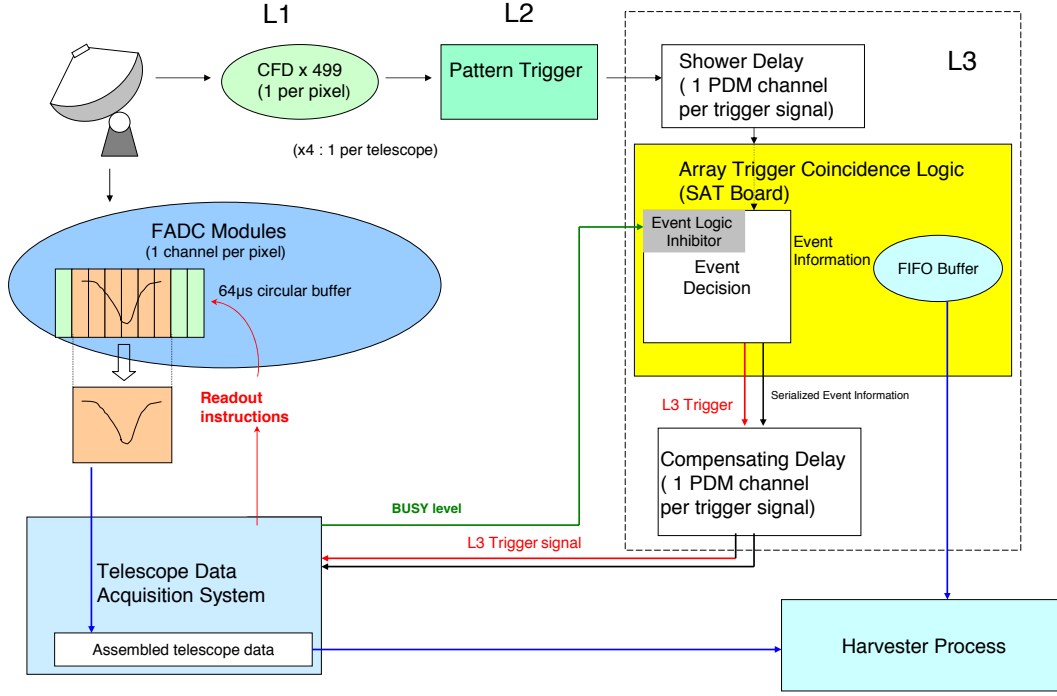 L1
L2
L3
CFD x 499
(1 per pixel)
Pattern Trigger
Shower Delay
( 1 PDM channel
per trigger signal)
(x4 : 1 per telescope)
Array Trigger Coincidence Logic
(SAT Board)
Event Logic
Inhibitor
Event
Decision
Event
Information
FIFO Buffer
FADC Modules
(1 channel per pixel)
64µs circular buffer
Readout
instructions
L3 Trigger
Serialized Event Information
Compensating Delay
( 1 PDM channel
per trigger signal)
BUSY level
L3 Trigger signal
Telescope Data
Acquisition System
Assembled telescope data
Harvester Process